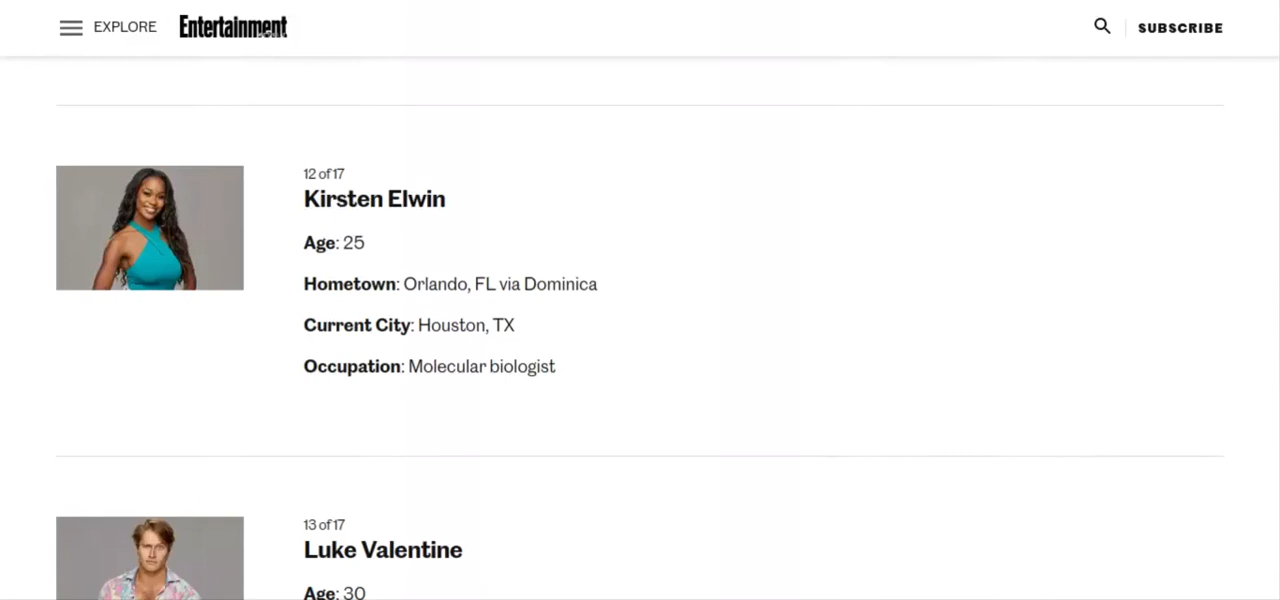 EXPLORE
Entertainment
SUBSCRIBE
12 of 17
Kirsten Elwin
Age: 25
Hometown: Orlando, FL via Dominica
Current City: Houston, TX
Occupation: Molecular biologist
13 of 17
Luke Valentine
Age: 30